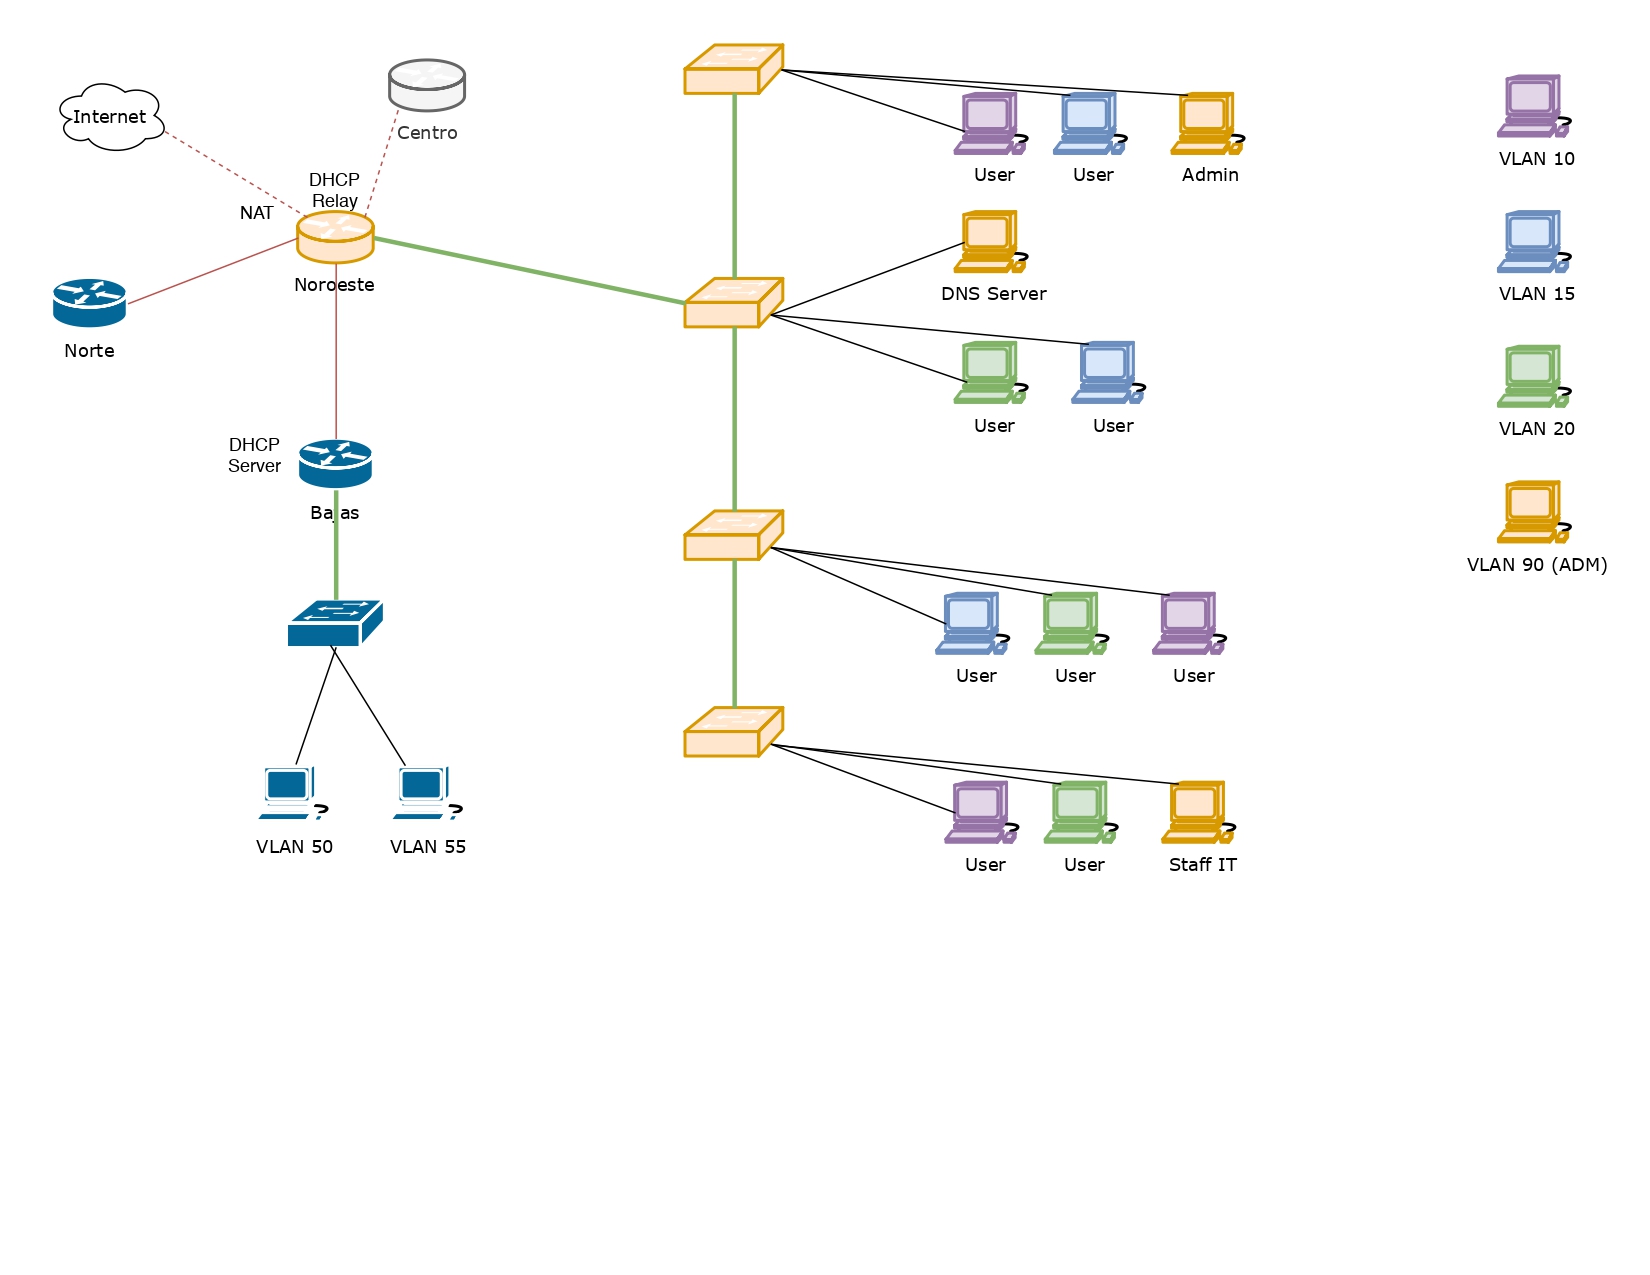 Internet
Centro
DHCP
Relay
NAT
Noroeste
Norte
DHCP
Server
Bajas
VLAN 50
VLAN 55
User
User
Admin
DNS Server
User
User
User
User
User
User
User
Staff IT
VLAN 10
VLAN 15
VLAN 20
VLAN 90 (ADM)